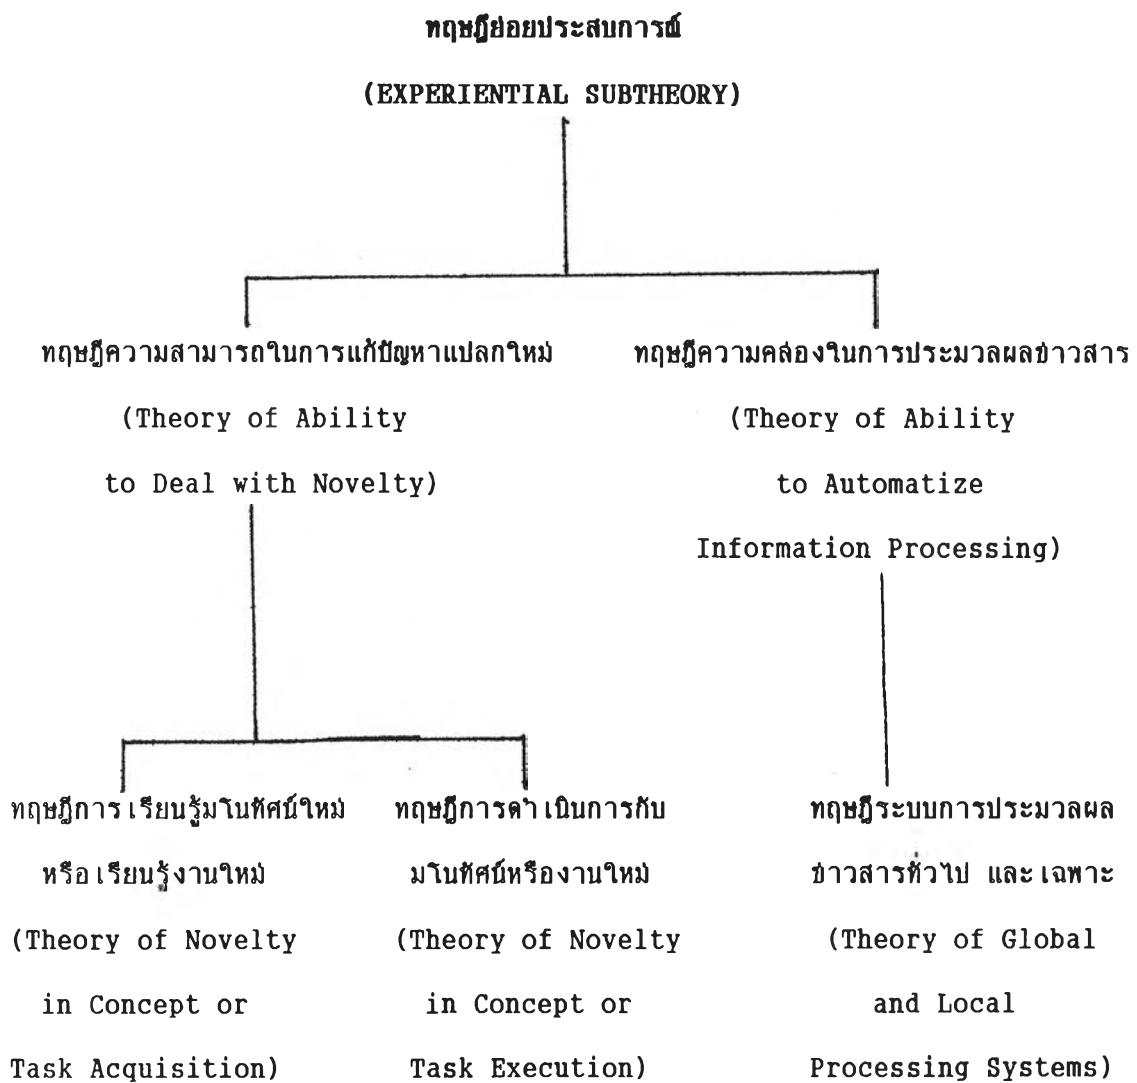 ทฤษฎีย่อยประสบการณ์
(EXPERIENTIAL SUBTHEORY)
ทฤษฎีความสามารถในการแก้ปัญหาแปลกใหม่
(Theory of Ability
to Deal with Novelty)
ทฤษฎีความคล่องในการประมวลผลข่าวสาร
(Theory of Ability
to Automatize
Information Processing)
ทฤษฎีการเรียนรู้มโนทัศน์ใหม่
หรือเรียนรู้งานใหม่
(Theory of Novelty
in Concept or
Task Acquisition)
ทฤษฎีการดำเนินการกับ
มโนทัศน์หรืองานใหม่
(Theory of Novelty
in Concept or
Task Execution)
ทฤษฎีระบบการประมวลผล
ข่าวสารทั่วไป และเฉพาะ
(Theory of Global
and Local
Processing Systems)